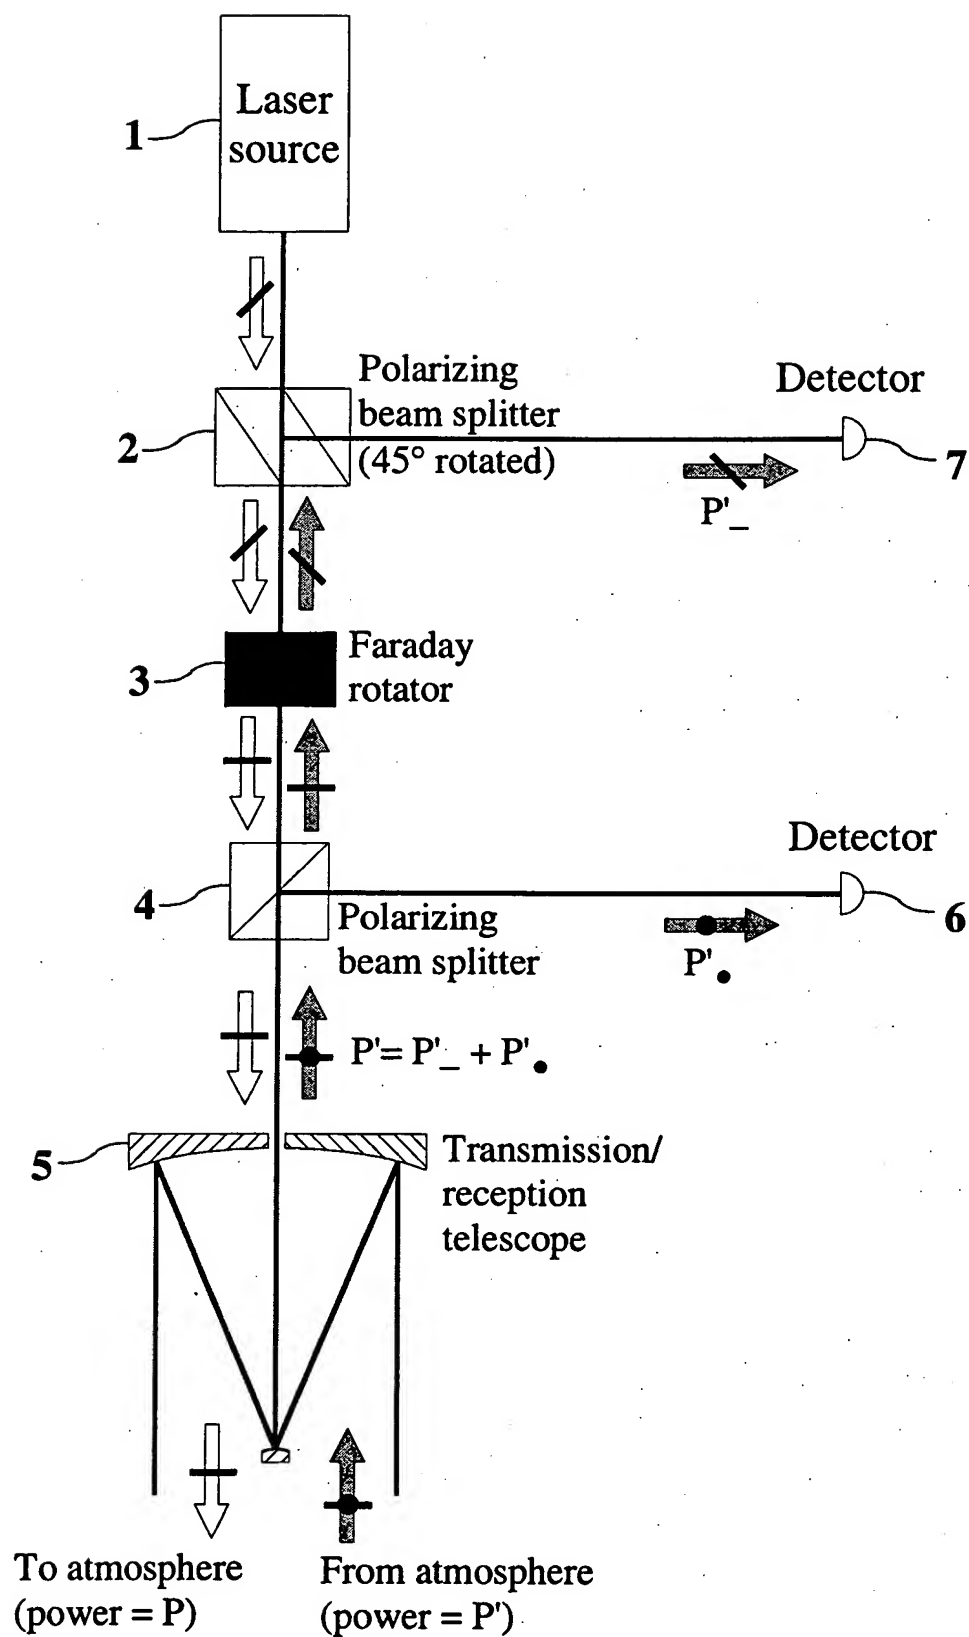 Laser
source
1
Polarizing
beam splitter
(45° rotated)
2
Detector
7
P'_
Faraday
rotator
3
Detector
4
Polarizing
beam splitter
6
P'●
P'= P'_ + P'●
5
Transmission/
reception
telescope
To atmosphere
(power = P)
From atmosphere
(power = P')